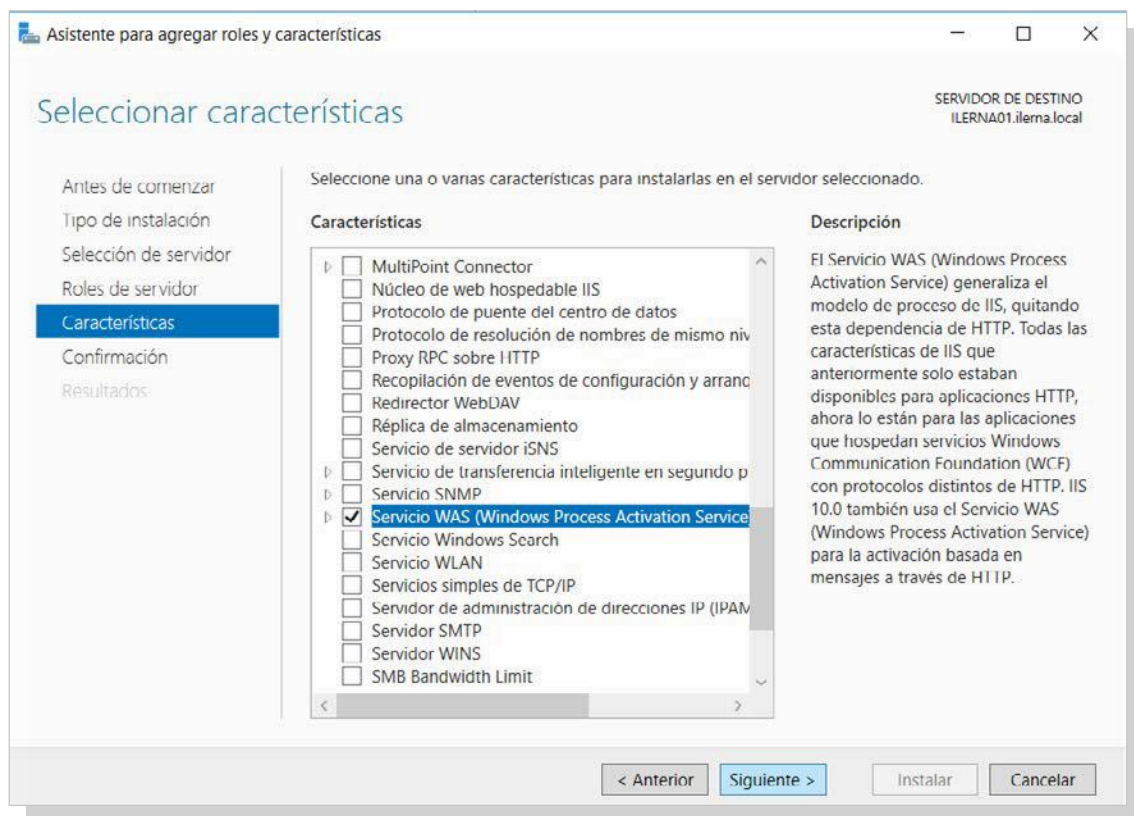 Asistente para agregar roles y características
Seleccionar características
SERVIDOR DE DESTINO
ILERNA01.ilerna.local
Antes de comenzar
Tipo de instalación
Selección de servidor
Roles de servidor
Características
Confirmación
Resultados
Seleccione una o varias características para instalarlas en el servidor seleccionado.
Características
MultiPoint Connector
Núcleo de web hospedable IIS
Protocolo de puente del centro de datos
Protocolo de resolución de nombres de mismo niv
Proxy RPC sobre HTTP
Recopilación de eventos de configuración y arranq
Redirector WebDAV
Réplica de almacenamiento
Servicio de servidor iSNS
Servicio de transferencia inteligente en segundo p
Servicio SNMP
Servicio WAS (Windows Process Activation Service
Servicio Windows Search
Servicio WLAN
Servicios simples de TCP/IP
Servidor de administración de direcciones IP (IPAM
Servidor SMTP
Servidor WINS
SMB Bandwidth Limit
Descripción
El Servicio WAS (Windows Process
Activation Service) generaliza el
modelo de proceso de IIS, quitando
esta dependencia de HTTP. Todas las
características de IIS que
anteriormente solo estaban
disponibles para aplicaciones HTTP,
ahora lo están para las aplicaciones
que hospedan servicios Windows
Communication Foundation (WCF)
con protocolos distintos de HTTP. IIS
10.0 también usa el Servicio WAS
(Windows Process Activation Service)
para la activación basada en
mensajes a través de HTTP.
< Anterior
Siguiente >
Instalar
Cancelar